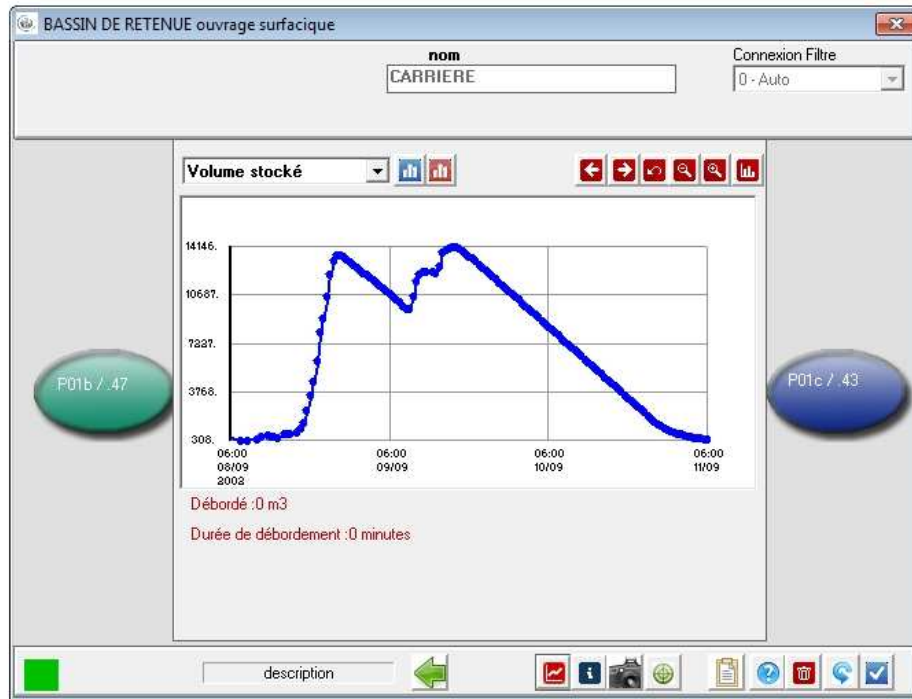 BASSIN DE RETENUE ouvrage surfacique
nom
Connexion Filtre
CARRIERE
0 - Auto
Volume stocké
14146.
10687.
7227.
3768.
308.
06:00 06:00 06:00 06:00
08/09 09/09 10/09 11/09
2002
P01b / .47
P01c / .43
Débordé :0 m3
Durée de débordement :0 minutes
description